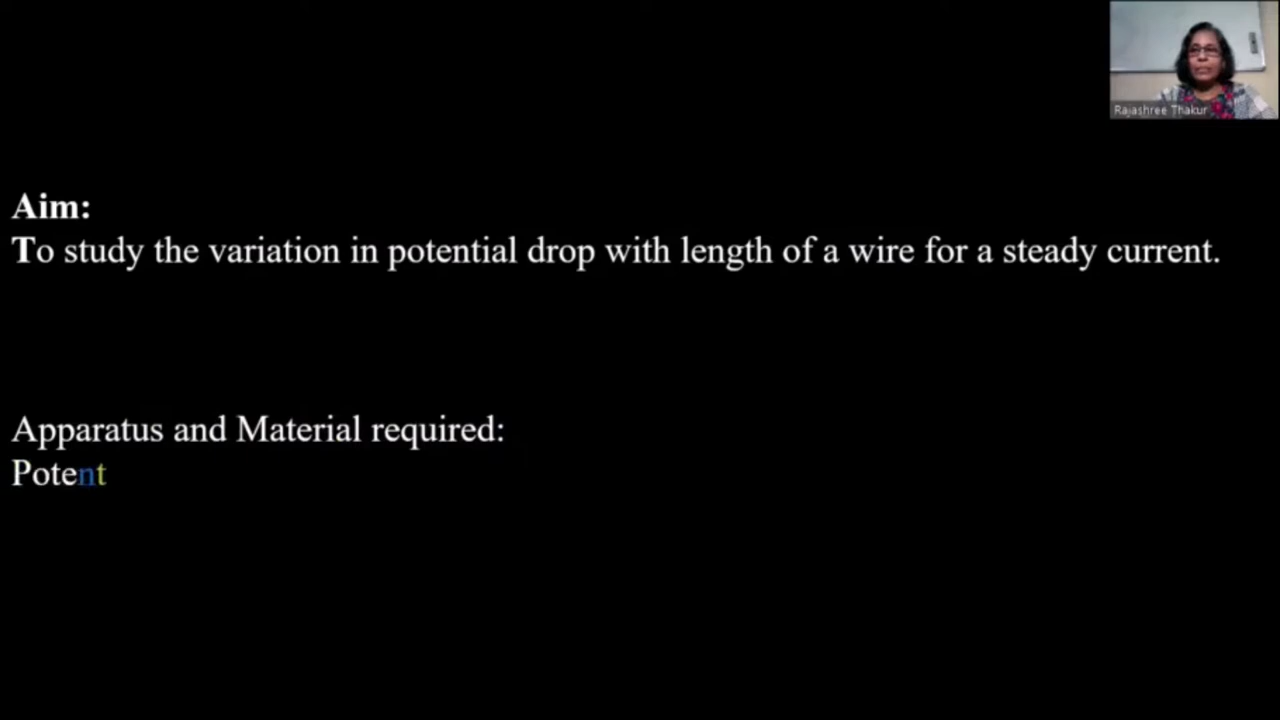 Rajashree Thakur
Aim:
To study the variation in potential drop with length of a wire for a steady current.
Apparatus and Material required:
Potent